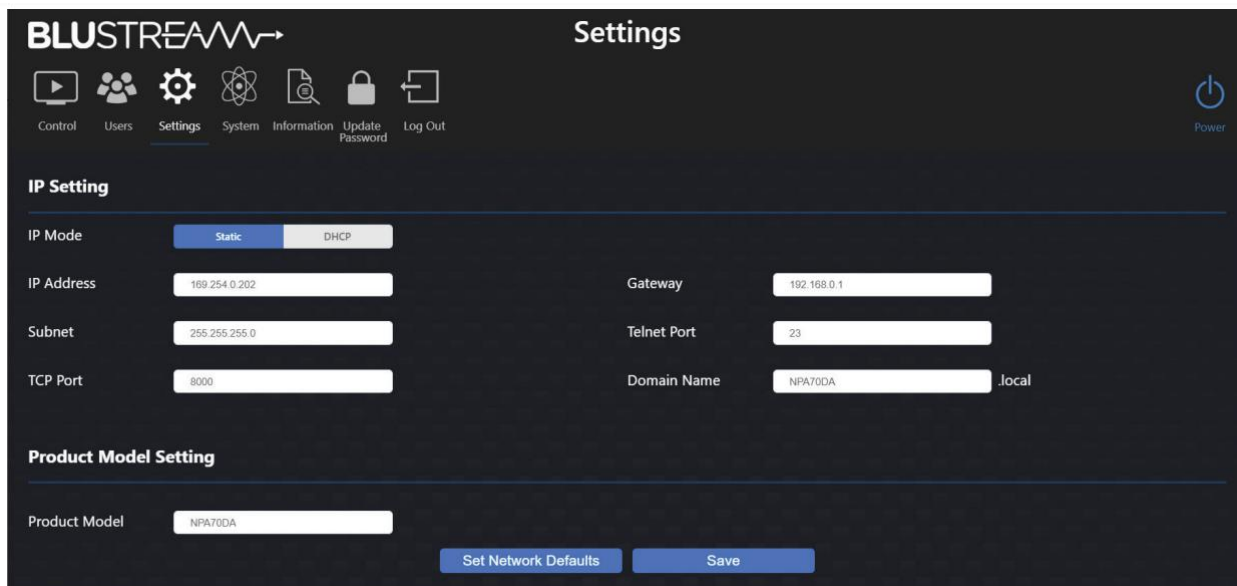 BLUSTREAM
Settings
Control
Users
Settings
System
Information
Update
Password
Log Out
Power
IP Setting
IP Mode
Static
DHCP
IP Address
169.254.0.202
Gateway
192.168.0.1
Subnet
255.255.255.0
Telnet Port
23
TCP Port
8000
Domain Name
NPA70DA
.local
Product Model Setting
Product Model
NPA70DA
Set Network Defaults
Save